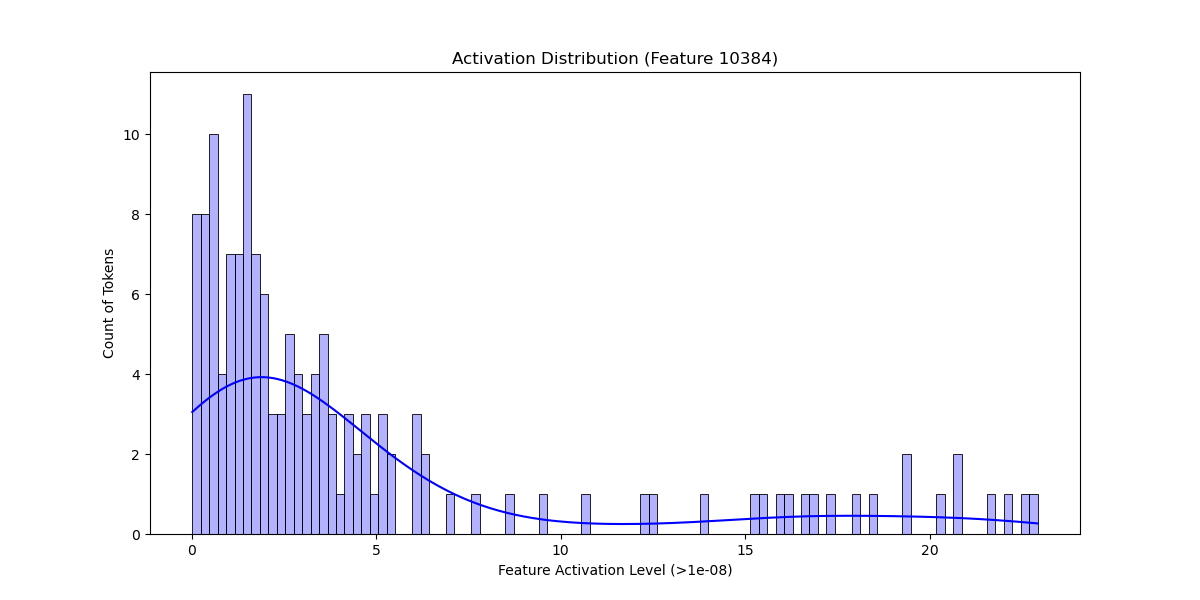 Activation Distribution (Feature 10384)
Count of Tokens
10
8
6
4
2
0
0 5 10 15 20
Feature Activation Level (>1e-08)